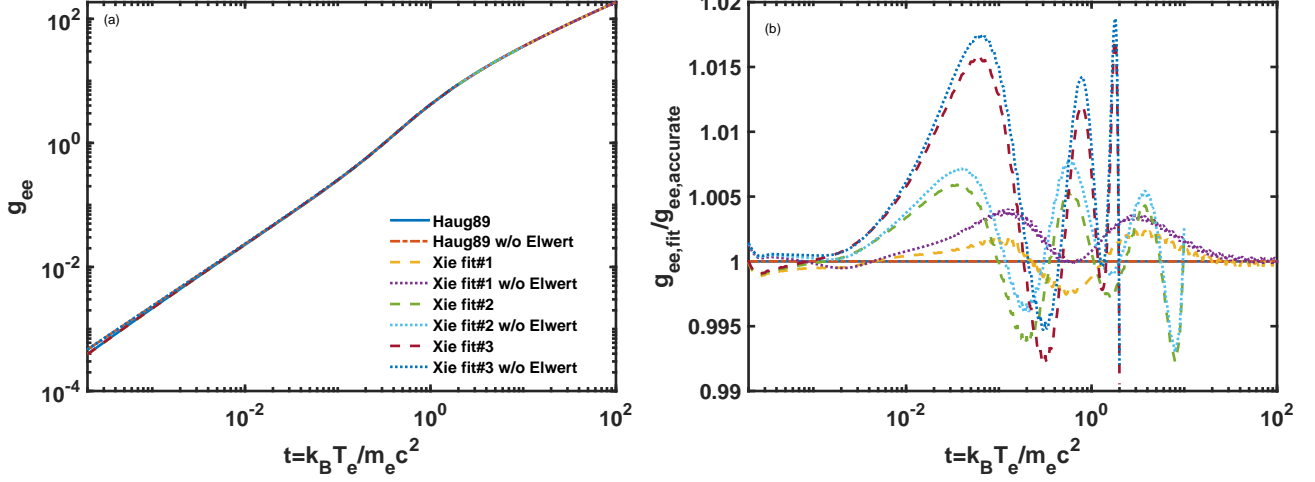 (a)
10^2
10^0
10^-2
10^-4
g_ee
Haug89
Haug89 w/o Elwert
Xie fit#1
Xie fit#1 w/o Elwert
Xie fit#2
Xie fit#2 w/o Elwert
Xie fit#3
Xie fit#3 w/o Elwert
10^-2
10^0
10^2
t=k_BT_e/m_ec^2
(b)
1.02
1.015
1.01
1.005
1
0.995
0.99
g_ee,fit/g_ee,accurate
10^-2
10^0
10^2
t=k_BT_e/m_ec^2